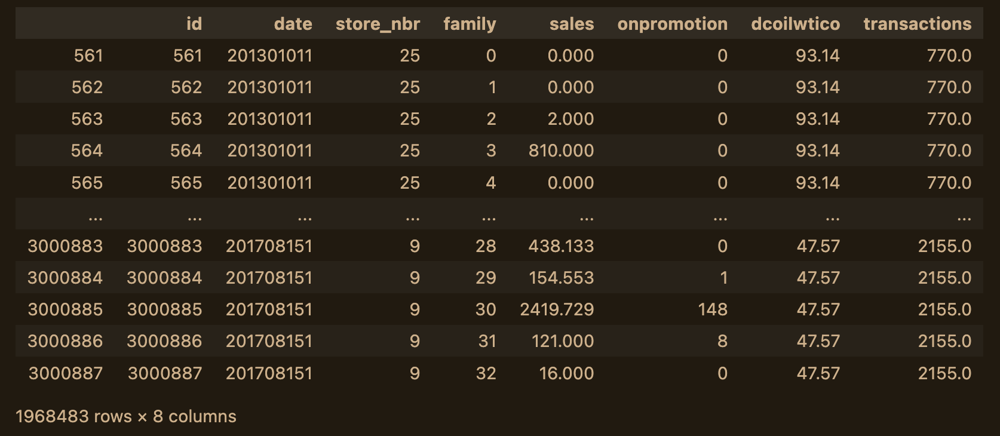 id date store_nbr family sales onpromotion dcoilwtico transactions
561 561 201301011 25 0 0.000 0 93.14 770.0
562 562 201301011 25 1 0.000 0 93.14 770.0
563 563 201301011 25 2 2.000 0 93.14 770.0
564 564 201301011 25 3 810.000 0 93.14 770.0
565 565 201301011 25 4 0.000 0 93.14 770.0
... ... ... ... ... ... ... ... ...
3000883 3000883 201708151 9 28 438.133 0 47.57 2155.0
3000884 3000884 201708151 9 29 154.553 1 47.57 2155.0
3000885 3000885 201708151 9 30 2419.729 148 47.57 2155.0
3000886 3000886 201708151 9 31 121.000 8 47.57 2155.0
3000887 3000887 201708151 9 32 16.000 0 47.57 2155.0
1968483 rows × 8 columns